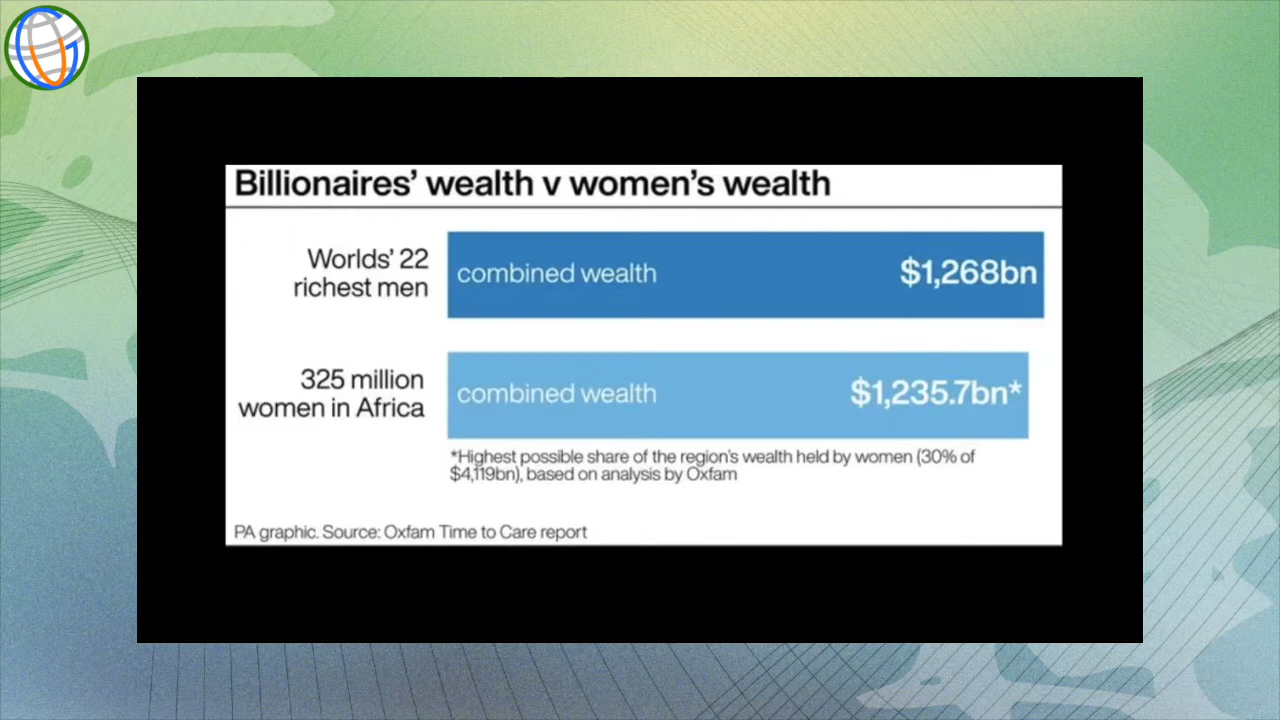 Billionaires' wealth v women's wealth
Worlds' 22
richest men
combined wealth
$1,268bn
325 million
women in Africa
combined wealth
$1,235.7bn*
*Highest possible share of the region's wealth held by women (30% of
$4,119bn), based on analysis by Oxfam
PA graphic. Source: Oxfam Time to Care report